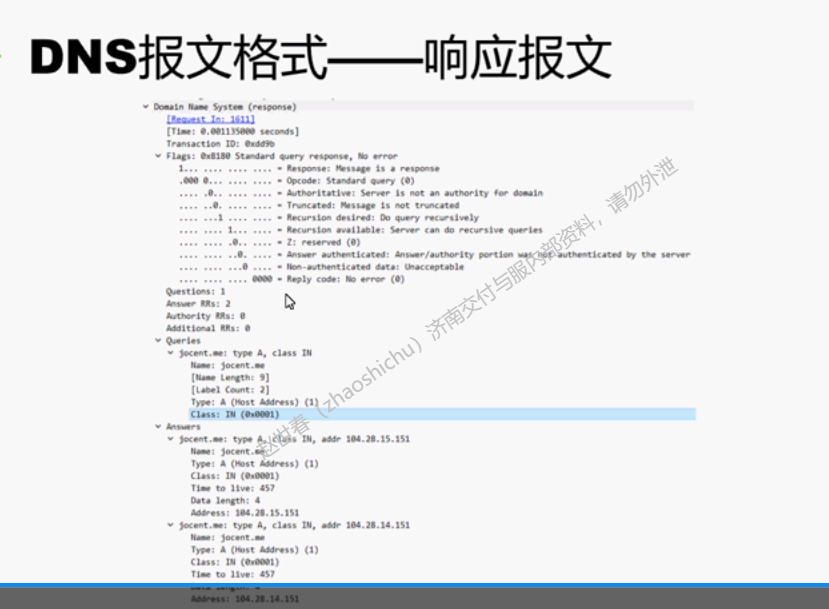 DNS报文格式——响应报文
Domain Name System (response)
[Request In: 1611]
[Time: 0.001135000 seconds]
Transaction ID: 0xdd9b
Flags: 0x8180 Standard query response, No error
1... .... .... .... = Response: Message is a response
.000 0... .... .... = Opcode: Standard query (0)
.... .0.. .... .... = Authoritative: Server is not an authority for domain
.... ..0. .... .... = Truncated: Message is not truncated
.... ...1 .... .... = Recursion desired: Do query recursively
.... .... 1... .... = Recursion available: Server can do recursive queries
.... .... .0.. .... = Z: reserved (0)
.... .... ..0. .... = Answer authenticated: Answer/authority portion was not authenticated by the server
.... .... ...0 .... = Non-authenticated data: Unacceptable
.... .... .... 0000 = Reply code: No error (0)
Questions: 1
Answer RRs: 2
Authority RRs: 0
Additional RRs: 0
Queries
jocent.me: type A, class IN
Name: jocent.me
[Name Length: 9]
[Label Count: 2]
Type: A (Host Address) (1)
Class: IN (0x0001)
Answers
jocent.me: type A, class IN, addr 104.28.15.151
Name: jocent.me
Type: A (Host Address) (1)
Class: IN (0x0001)
Time to live: 457
Data length: 4
Address: 104.28.15.151
jocent.me: type A, class IN, addr 104.28.14.151
Name: jocent.me
Type: A (Host Address) (1)
Class: IN (0x0001)
Time to live: 457
Data length: 4
Address: 104.28.14.151
赵世春（zhaoshichu）济南交付与服内部资料，请勿外泄